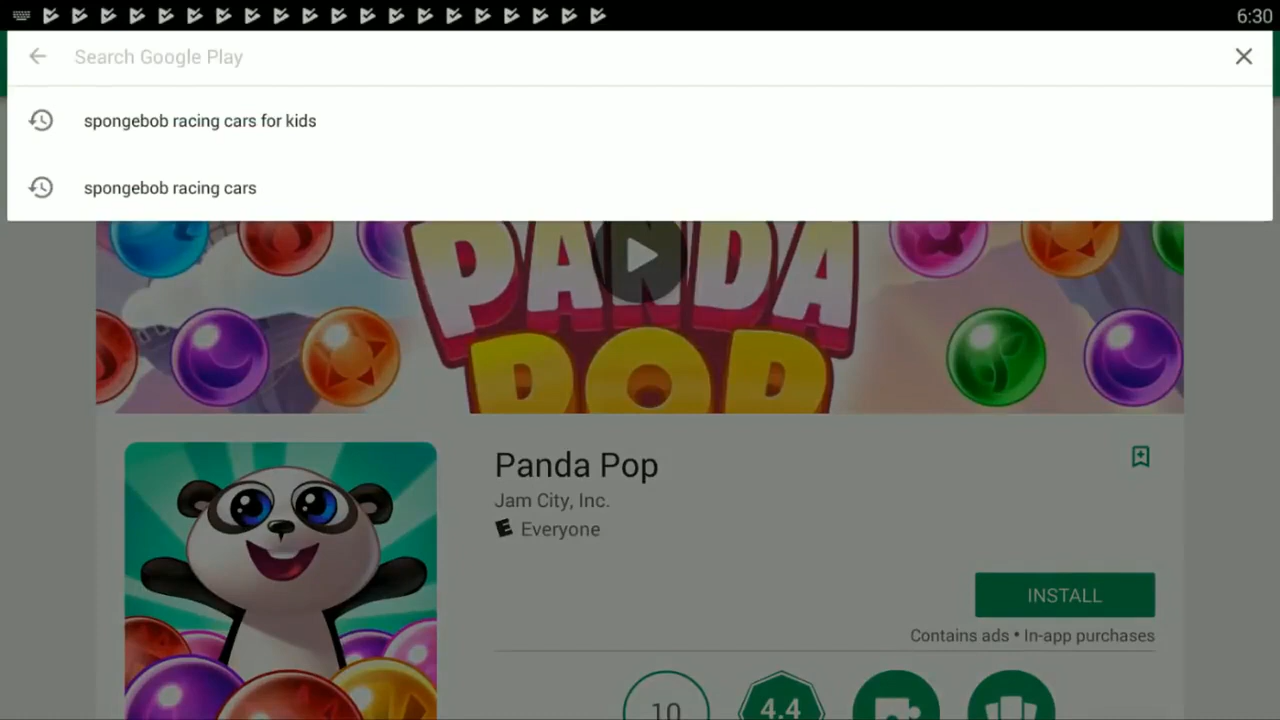 6:30
Search Google Play
spongebob racing cars for kids
spongebob racing cars
PANDA
POP
Panda Pop
Jam City, Inc.
E Everyone
INSTALL
Contains ads • In-app purchases
10
4.4